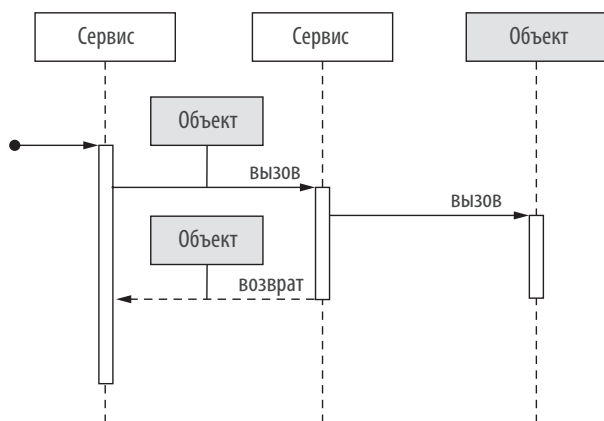 Сервис
Сервис
Объект
Объект
вызов
вызов
Объект
возврат